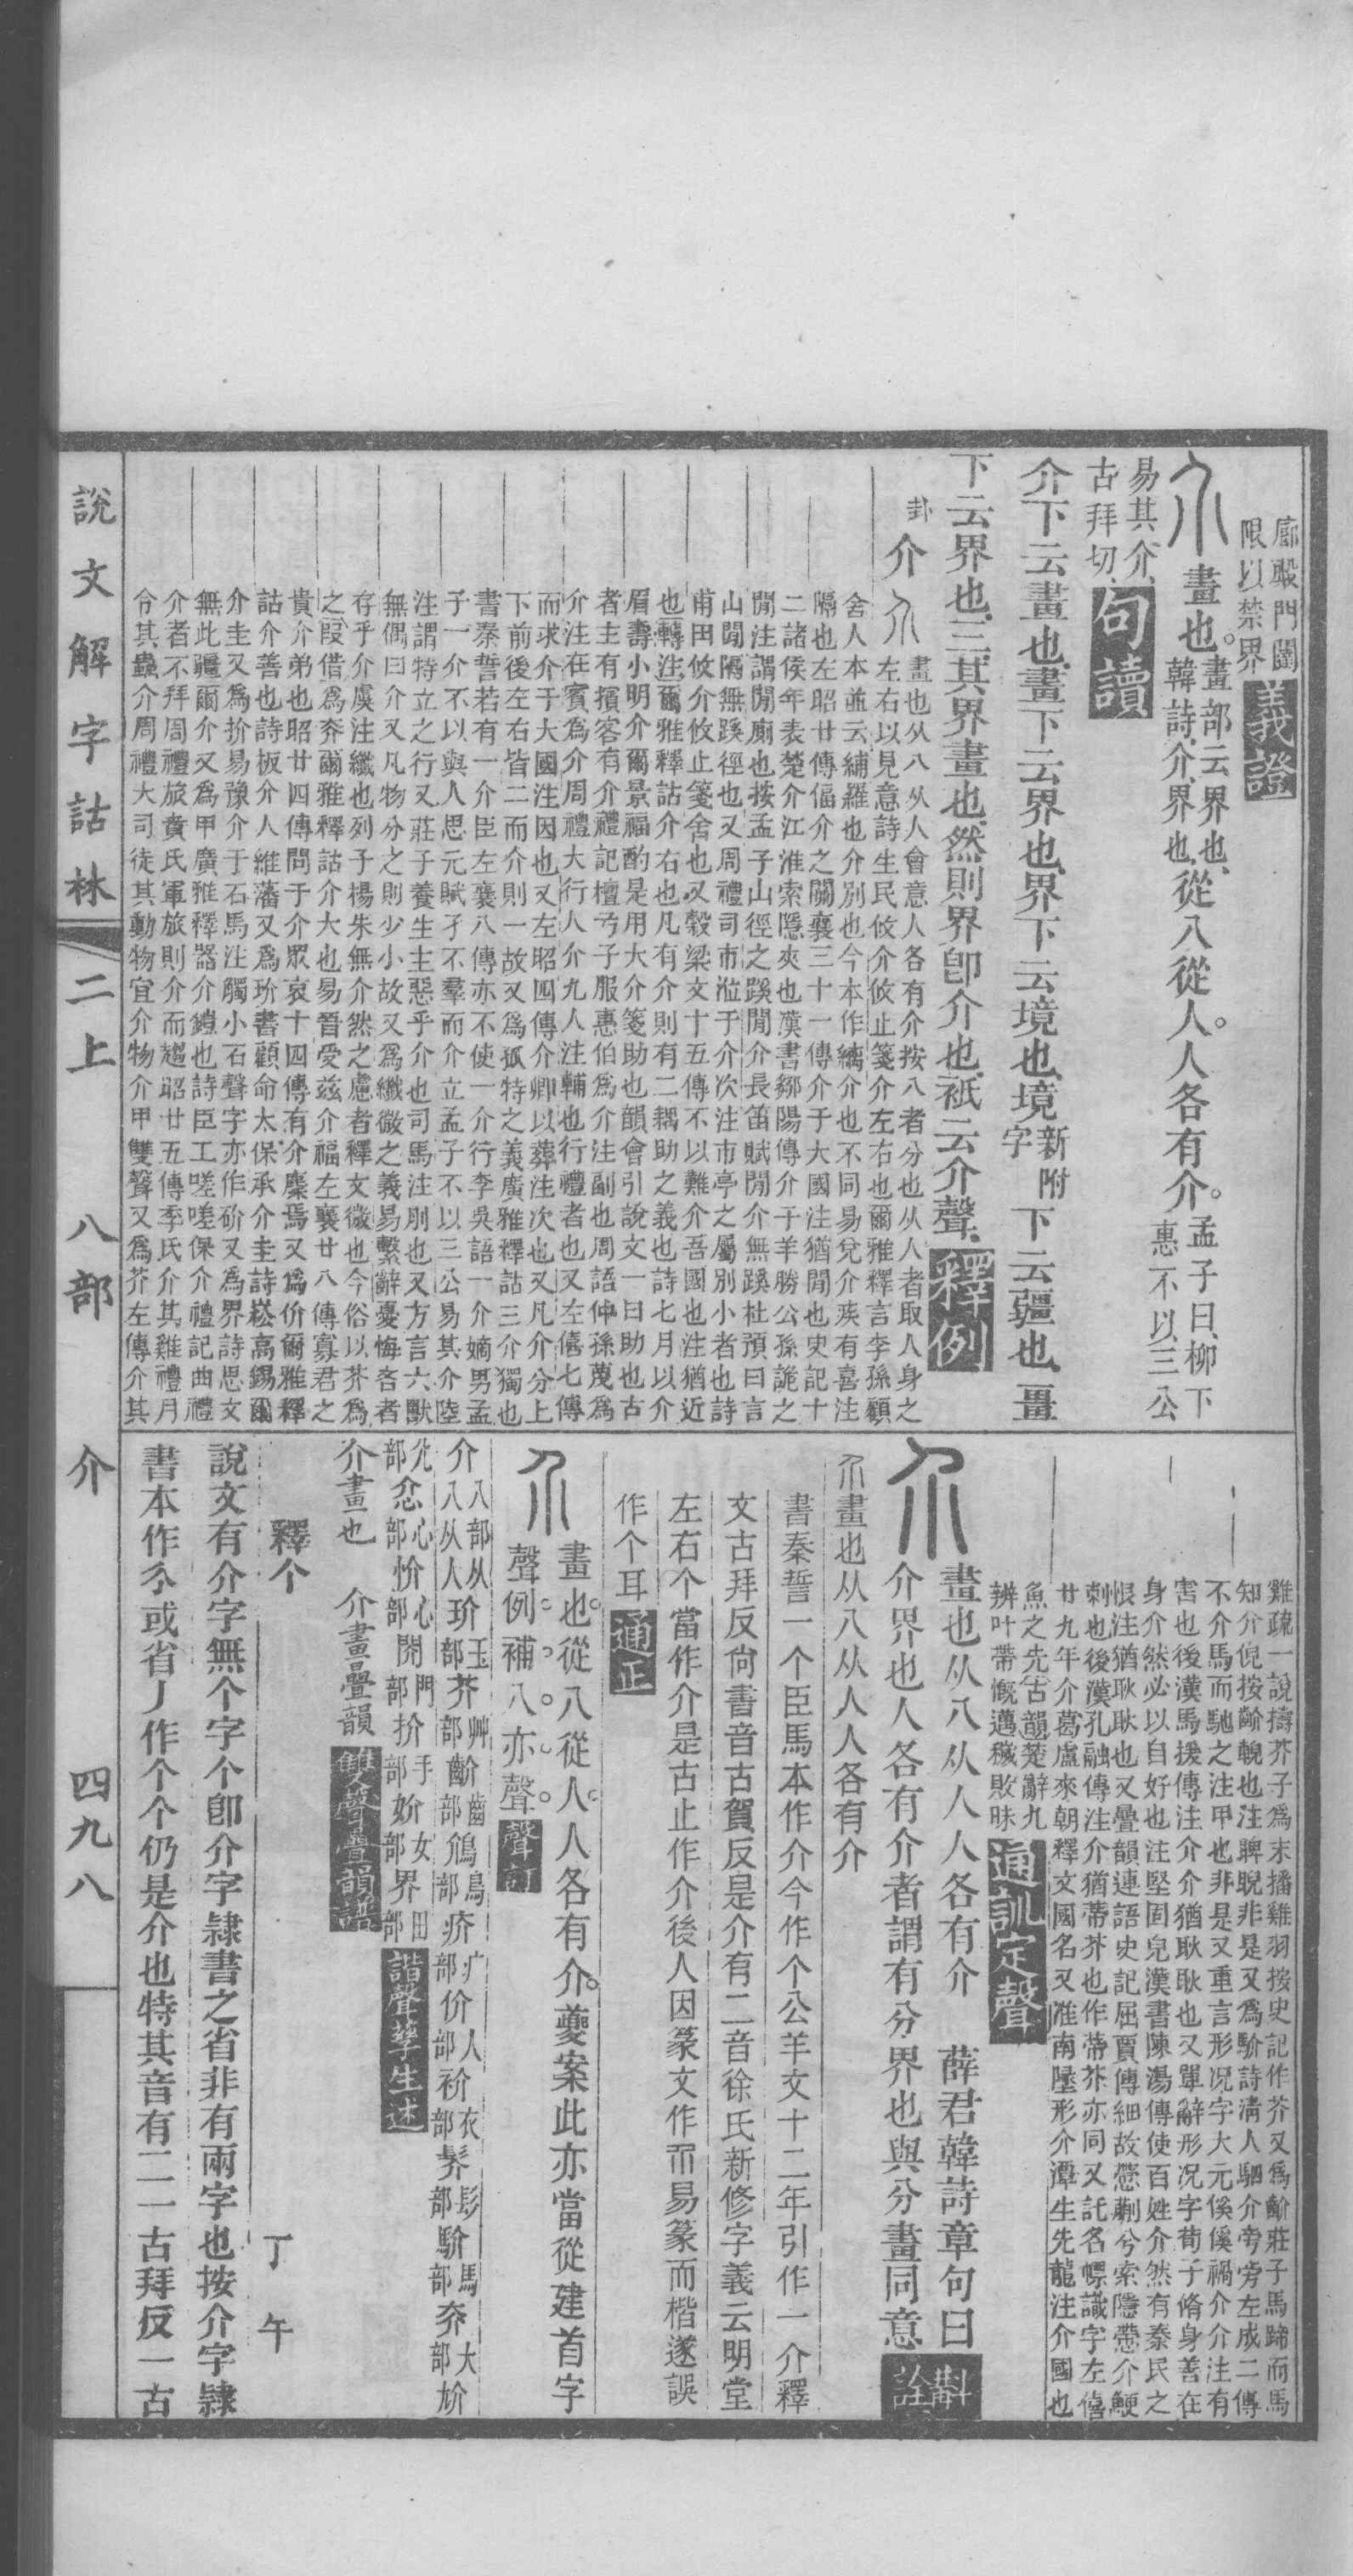 廊殿門闈
限以禁界義證
畫也。畫部云界也、韓詩、介、界也、從八從人。人各有介。孟子曰、柳下惠不以三公
易其介、古拜切、句讀
介下云畫也、畫下云界也、界下云境也、境新附字下云疆也、畺
下云界也、三、其界畫也、然則界卽介也、祇云介聲、釋例
卦介
畫也从八从人會意人各有介按八者分也从人者取人身之
左右以見意詩生民攸介攸止箋介左右也爾雅釋言李孫顧
舍人本並云縭羅也介別也今本作縭介也不同易兌介疾有喜注
隔也左昭廿傳偪介之關襄三十一傳介于大國注猶閒也史記十
二諸侯年表楚介江淮索隱夾也漢書鄒陽傳介于羊勝公孫詭之
閒注謂閒廁也按孟子山徑之蹊閒介長笛賦閒介無蹊杜預曰言
山閒隔無蹊徑也又周禮司市涖于介次注市亭之屬別小者也詩
甫田攸介攸止箋舍也又穀梁文十五傳不以難介吾國也注猶近
也轉注爾雅釋詁介右也凡有介則有二耦助之義也詩七月以介
眉壽小明介爾景福酌是用大介箋助也韻會引說文一曰助也古
者主有擯客有介禮記檀弓子服惠伯爲介注副也周語仲孫蔑爲
介注在賓爲介周禮大行人介九人注輔也行禮者也又左僖七傳
而求介于大國注因也又左昭四傳介卿以葬注次也又凡介分上
下前後左右皆二而介則一故又爲孤特之義廣雅釋詁三介獨也
書秦誓若有一介臣左襄八傳亦不使一介行李吳語一介嫡男孟
子一介不以與人思元賦孑不羣而介立孟子不以三公易其介陸
注謂特立之行又莊子養生主惡乎介也司馬注刖也又方言六獸
無偶曰介又凡物分之則少小故又爲纖微之義易繫辭憂悔吝者
存乎介虞注纖也列子楊朱無介然之慮者釋文微也今俗以芥爲
之叚借爲夰爾雅釋詁介大也易晉受茲介福左襄廿八傳寡君之
貴介弟也昭廿四傳問于介眾哀十四傳有介麋焉又爲价爾雅釋
詁介善也詩板介人維藩又爲玠書顧命太保承介圭詩崧高錫爾
介圭又爲扴易豫介于石馬注觸小石聲字亦作砎又爲界詩思文
無此疆爾介又爲甲廣雅釋器介鎧也詩臣工嗟嗟保介禮記曲禮
介者不拜周禮旅賁氏軍旅則介而趨昭廿五傳季氏介其雞禮月
令其蟲介周禮大司徒其動物宜介物介甲雙聲又爲芥左傳介其
雞疏一說擣芥子爲末播雞羽按史記作芥又爲齘莊子馬蹄而馬
知介倪按齘輗也注睥睨非是又爲駖詩淸人駟介旁旁左成二傳
不介馬而馳之注甲也非是又重言形況字大元傒傒禍介介注有
害也後漢馬援傳注介介猶耿耿也又單辭形況字荀子脩身善在
身介然必以自好也注堅固皃漢書陳湯傳使百姓介然有秦民之
恨注猶耿耿也又疊韻連語史記屈賈傳細故慸蒯兮索隱慸介鯁
刺也後漢孔融傳注介猶蔕芥也作蔕芥亦同又託名幖識字左僖
廿九年介葛盧來朝釋文國名又淮南墬形介潭生先龍注介國也
魚之先古韻楚辭九
辨叶帶慨邁穢敗昧通訓定聲
畫也从八从人人各有介　薛君韓詩章句曰
介界也人各有介者謂有分界也與分畫同意斠詮
畫也从八从人人各有介
書秦誓一个臣馬本作介今作个公羊文十二年引作一介釋
文古拜反尙書音古賀反是介有二音徐氏新修字義云明堂
左右个當作介是古止作介後人因篆文作而易篆而楷遂誤
作个耳通正
畫也。從八從人。人各有介。夔案此亦當從建首字
聲例。補八亦聲。聲訂
介八部从八从人玠玉部芥艸部齘齒部鳻鳥部疥疒部价人部衸衣部髤髟部駖馬部夰大部尬
尣部忿心部忦心部閉門部扴手部妎女部界田部諧聲孳生述
介畫也　介畫疊韻雙聲疊韻譜
釋个　丁午
說文有介字無个字个卽介字隸書之省非有兩字也按介字隸
書本作𠆲或省丿作个个仍是介也特其音有二一古拜反一古
說文解字詁林　二上　八部　介　四九八